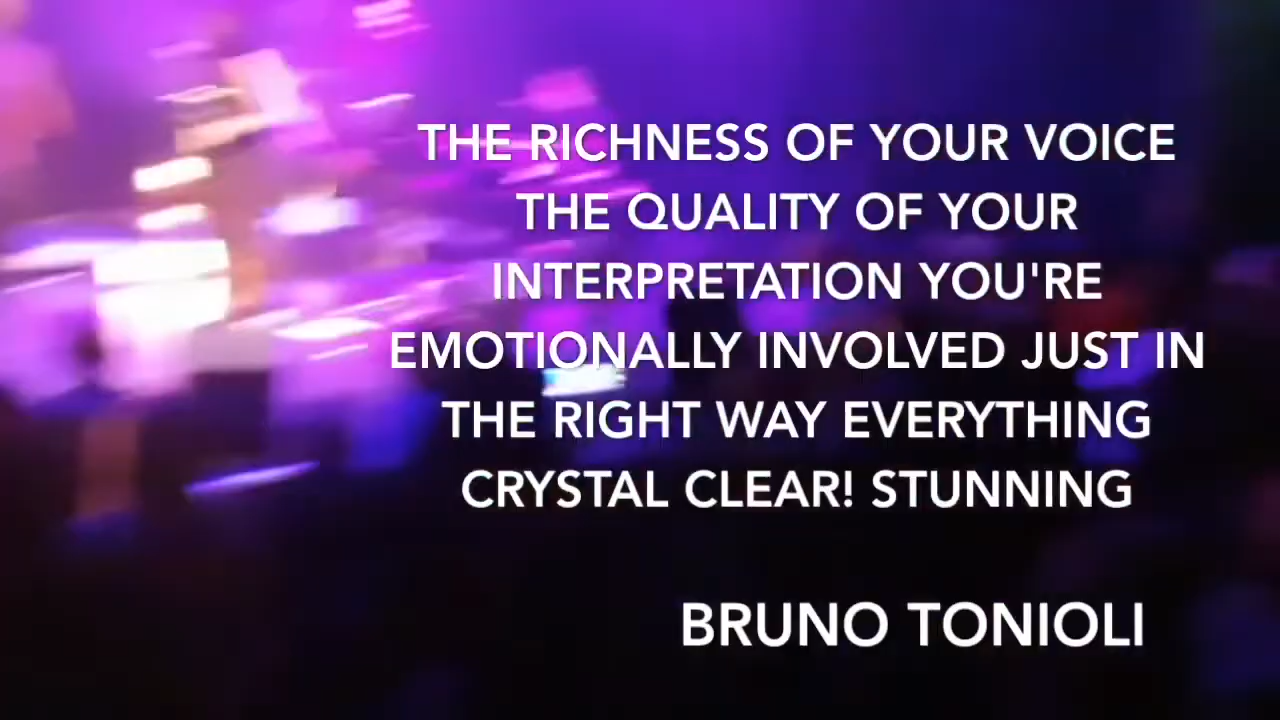 THE RICHNESS OF YOUR VOICE
THE QUALITY OF YOUR
INTERPRETATION YOU'RE
EMOTIONALLY INVOLVED JUST IN
THE RIGHT WAY EVERYTHING
CRYSTAL CLEAR! STUNNING
BRUNO TONIOLI